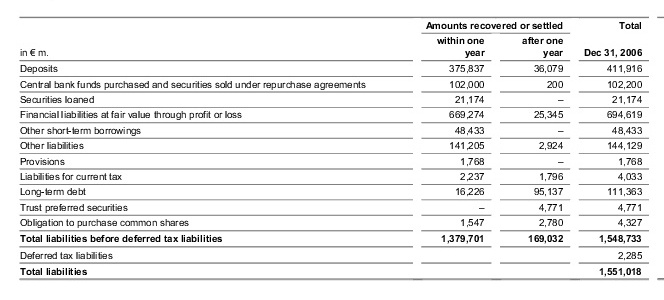 Amounts recovered or settled Total
in € m. within one year after one year Dec 31, 2006
Deposits 375,837 36,079 411,916
Central bank funds purchased and securities sold under repurchase agreements 102,000 200 102,200
Securities loaned 21,174 – 21,174
Financial liabilities at fair value through profit or loss 669,274 25,345 694,619
Other short-term borrowings 48,433 – 48,433
Other liabilities 141,205 2,924 144,129
Provisions 1,768 – 1,768
Liabilities for current tax 2,237 1,796 4,033
Long-term debt 16,226 95,137 111,363
Trust preferred securities – 4,771 4,771
Obligation to purchase common shares 1,547 2,780 4,327
Total liabilities before deferred tax liabilities 1,379,701 169,032 1,548,733
Deferred tax liabilities 2,285
Total liabilities 1,551,018